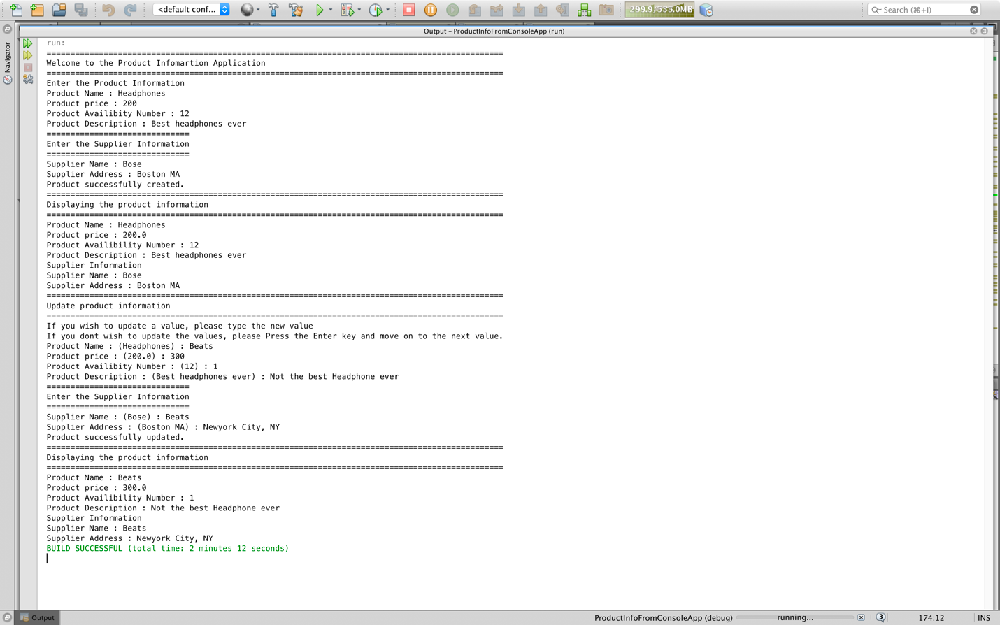 <default conf...
299.9/535.0MB
Search (⌘+I)
Output - ProductInfoFromConsoleApp (run)
Navigator
run:
================================================================================================
Welcome to the Product Infomartion Application
================================================================================================
Enter the Product Information
Product Name : Headphones
Product price : 200
Product Availibity Number : 12
Product Description : Best headphones ever
==============================
Enter the Supplier Information
==============================
Supplier Name : Bose
Supplier Address : Boston MA
Product successfully created.
================================================================================================
Displaying the product information
================================================================================================
Product Name : Headphones
Product price : 200.0
Product Availibility Number : 12
Product Description : Best headphones ever
Supplier Information
Supplier Name : Bose
Supplier Address : Boston MA
================================================================================================
Update product information
================================================================================================
If you wish to update a value, please type the new value
If you dont wish to update the values, please Press the Enter key and move on to the next value.
Product Name : (Headphones) : Beats
Product price : (200.0) : 300
Product Availibity Number : (12) : 1
Product Description : (Best headphones ever) : Not the best Headphone ever
==============================
Enter the Supplier Information
==============================
Supplier Name : (Bose) : Beats
Supplier Address : (Boston MA) : Newyork City, NY
Product successfully updated.
================================================================================================
Displaying the product information
================================================================================================
Product Name : Beats
Product price : 300.0
Product Availibility Number : 1
Product Description : Not the best Headphone ever
Supplier Information
Supplier Name : Beats
Supplier Address : Newyork City, NY
BUILD SUCCESSFUL (total time: 2 minutes 12 seconds)
Output
ProductInfoFromConsoleApp (debug)
running...
3
174:12
INS